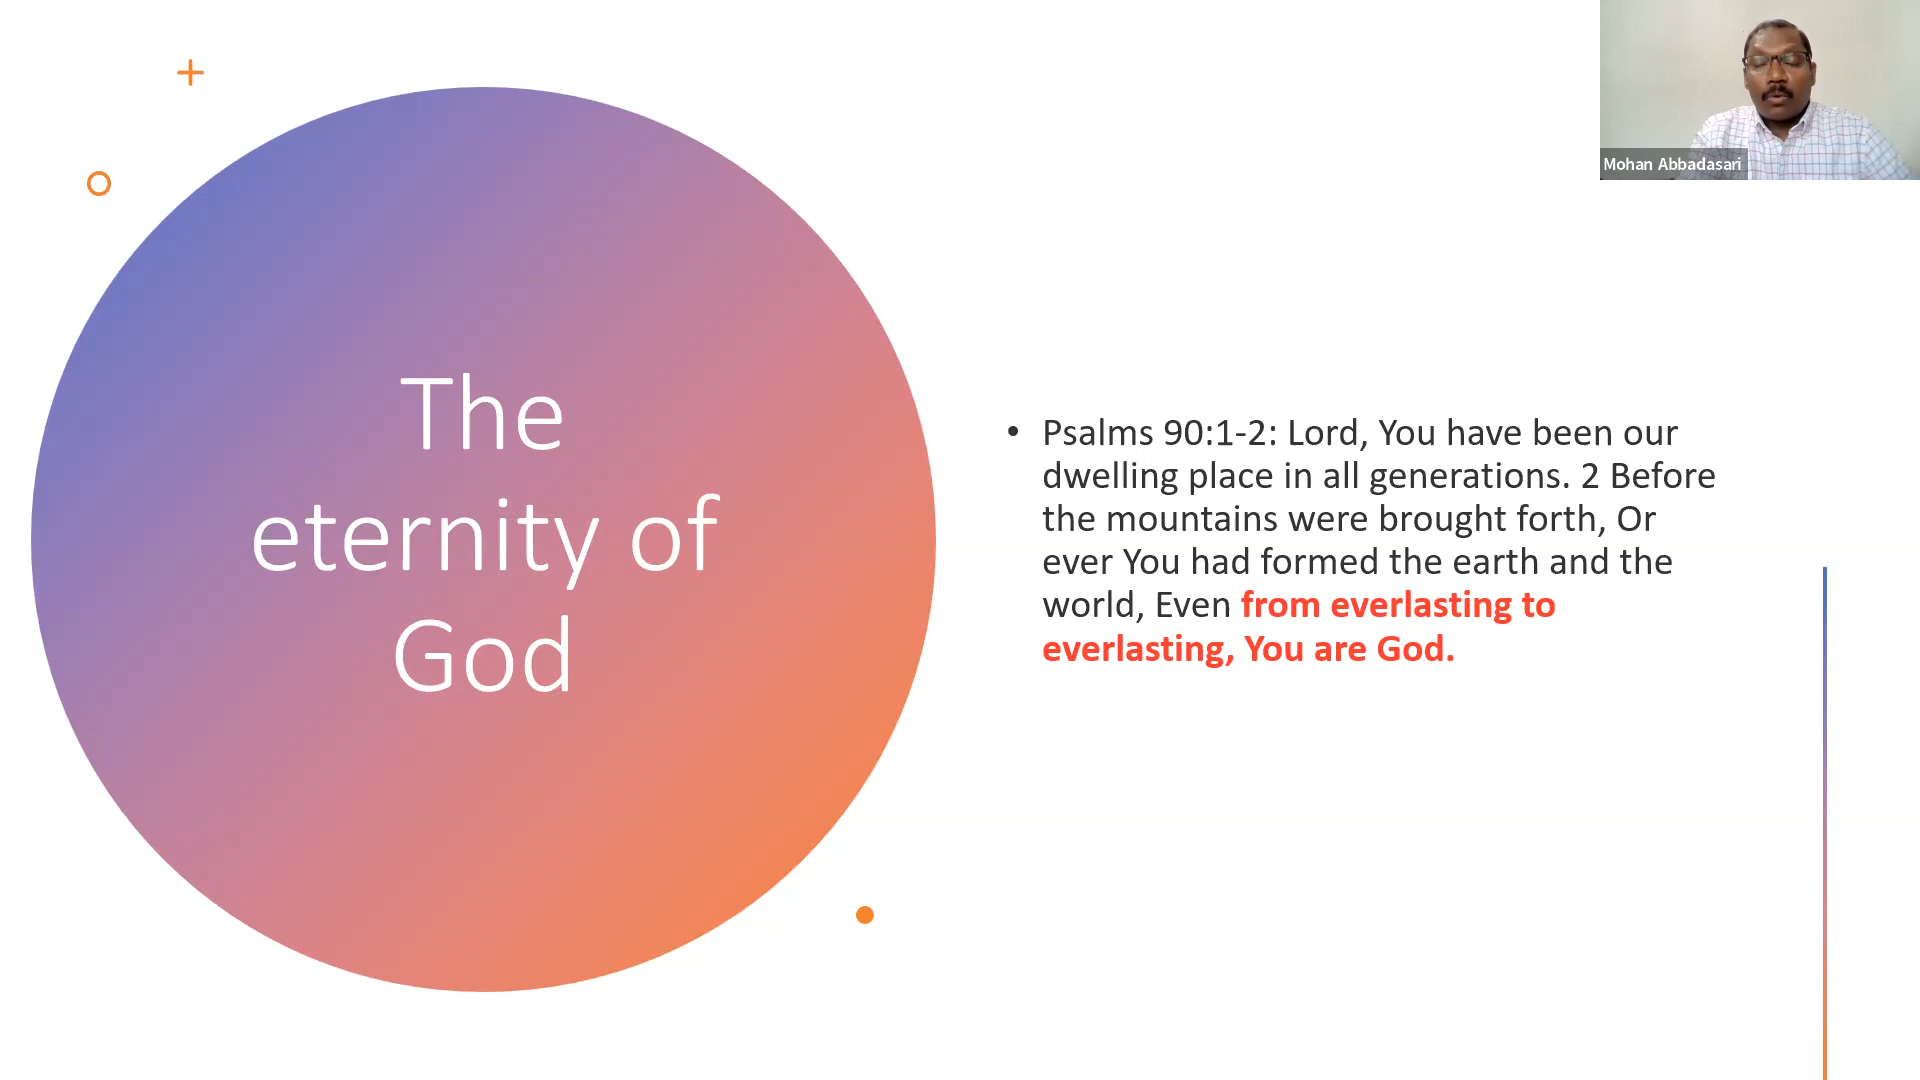 The
eternity of
God
• Psalms 90:1-2: Lord, You have been our
dwelling place in all generations. 2 Before
the mountains were brought forth, Or
ever You had formed the earth and the
world, Even from everlasting to
everlasting, You are God.
Mohan Abbadasari